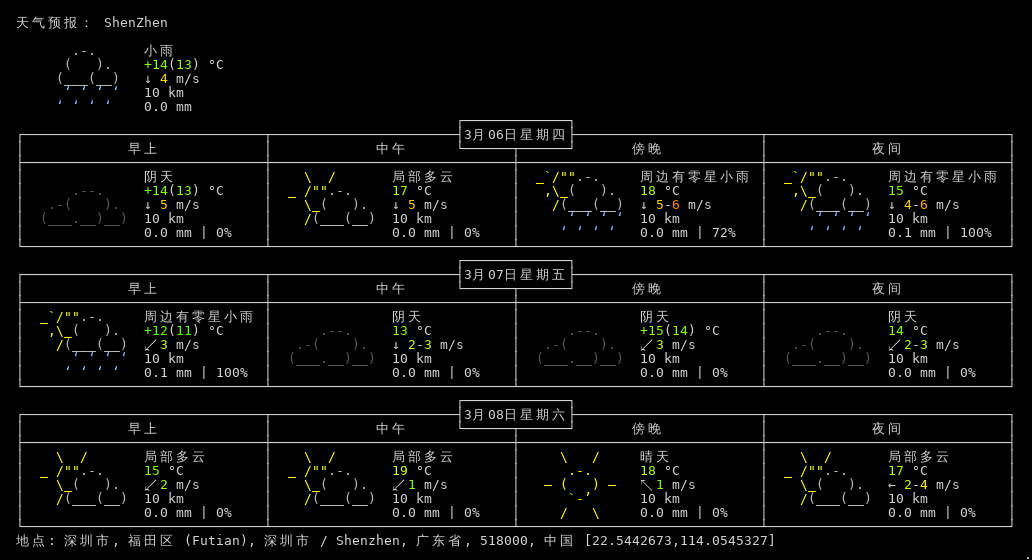 天气预报： ShenZhen
小雨
+14(13) °C
↓ 4 m/s
10 km
0.0 mm
3月06日星期四
早上 中午 傍晚 夜间
阴天 局部多云 周边有零星小雨 周边有零星小雨
+14(13) °C 17 °C 18 °C 15 °C
↓ 5 m/s ↓ 5 m/s ↓ 5-6 m/s ↓ 4-6 m/s
10 km 10 km 10 km 10 km
0.0 mm | 0% 0.0 mm | 0% 0.0 mm | 72% 0.1 mm | 100%
3月07日星期五
早上 中午 傍晚 夜间
周边有零星小雨 阴天 阴天 阴天
+12(11) °C 13 °C +15(14) °C 14 °C
↙ 3 m/s ↓ 2-3 m/s ↙ 3 m/s ↙ 2-3 m/s
10 km 10 km 10 km 10 km
0.1 mm | 100% 0.0 mm | 0% 0.0 mm | 0% 0.0 mm | 0%
3月08日星期六
早上 中午 傍晚 夜间
局部多云 局部多云 晴天 局部多云
15 °C 19 °C 18 °C 17 °C
↙ 2 m/s ↙ 1 m/s ↖ 1 m/s ← 2-4 m/s
10 km 10 km 10 km 10 km
0.0 mm | 0% 0.0 mm | 0% 0.0 mm | 0% 0.0 mm | 0%
地点: 深圳市, 福田区 (Futian), 深圳市 / Shenzhen, 广东省, 518000, 中国 [22.5442673,114.0545327]